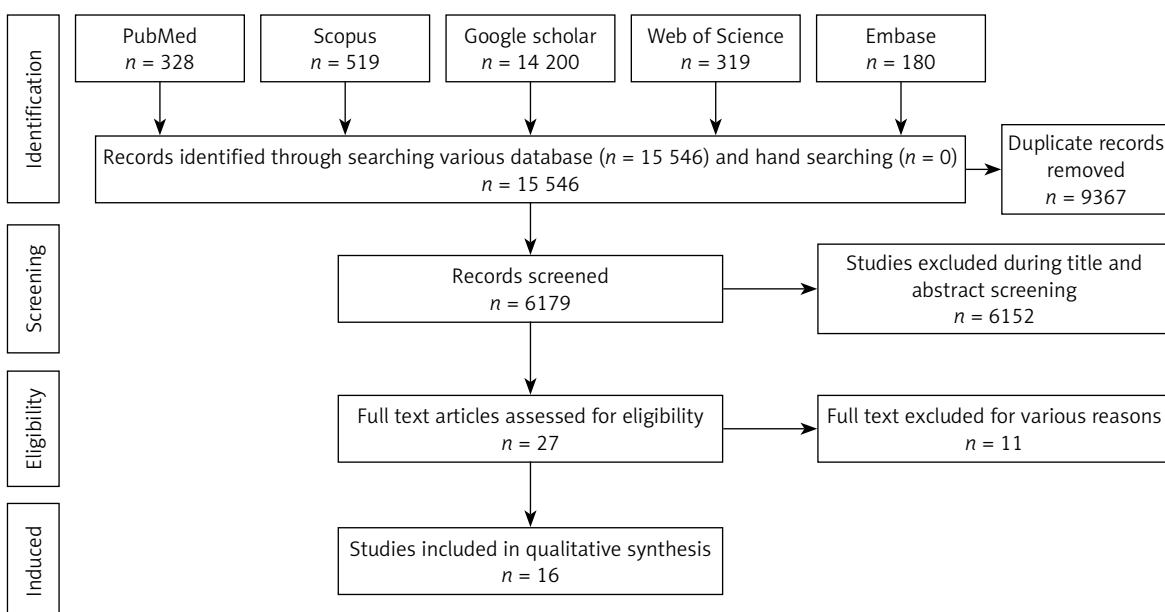 Identification
PubMed
n = 328
Scopus
n = 519
Google scholar
n = 14 200
Web of Science
n = 319
Embase
n = 180
Records identified through searching various database (n = 15 546) and hand searching (n = 0)
n = 15 546
Duplicate records
removed
n = 9367
Screening
Records screened
n = 6179
Studies excluded during title and
abstract screening
n = 6152
Eligibility
Full text articles assessed for eligibility
n = 27
Full text excluded for various reasons
n = 11
Induced
Studies included in qualitative synthesis
n = 16